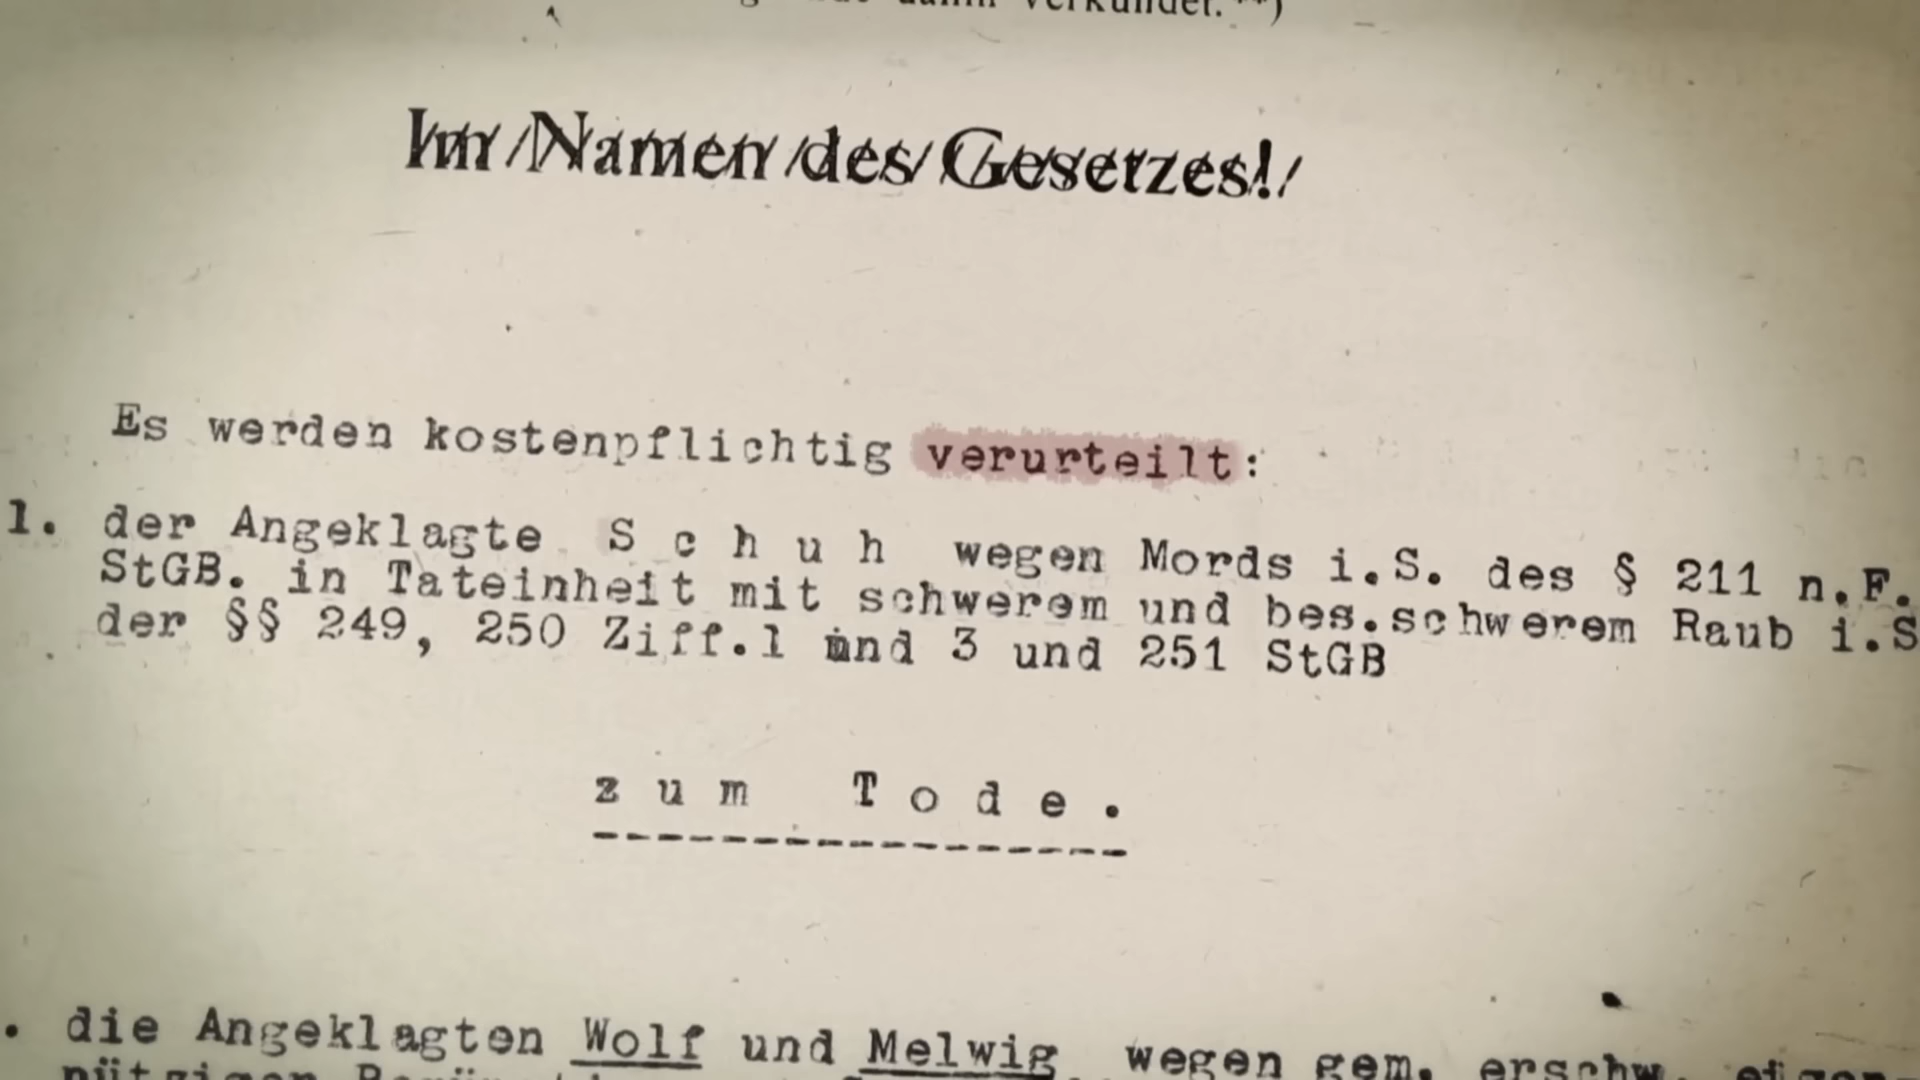 verkündet. **)
Im Namen des Gesetzes!
Es werden kostenpflichtig verurteilt:
1. der Angeklagte S c h u h wegen Mords i.S. des § 211 n.F.
StGB. in Tateinheit mit schwerem und bes.schwerem Raub i.S
der §§ 249, 250 Ziff.1 und 3 und 251 StGB
z u m T o d e .
. die Angeklagten Wolf und Melwig wegen gem. erschw.